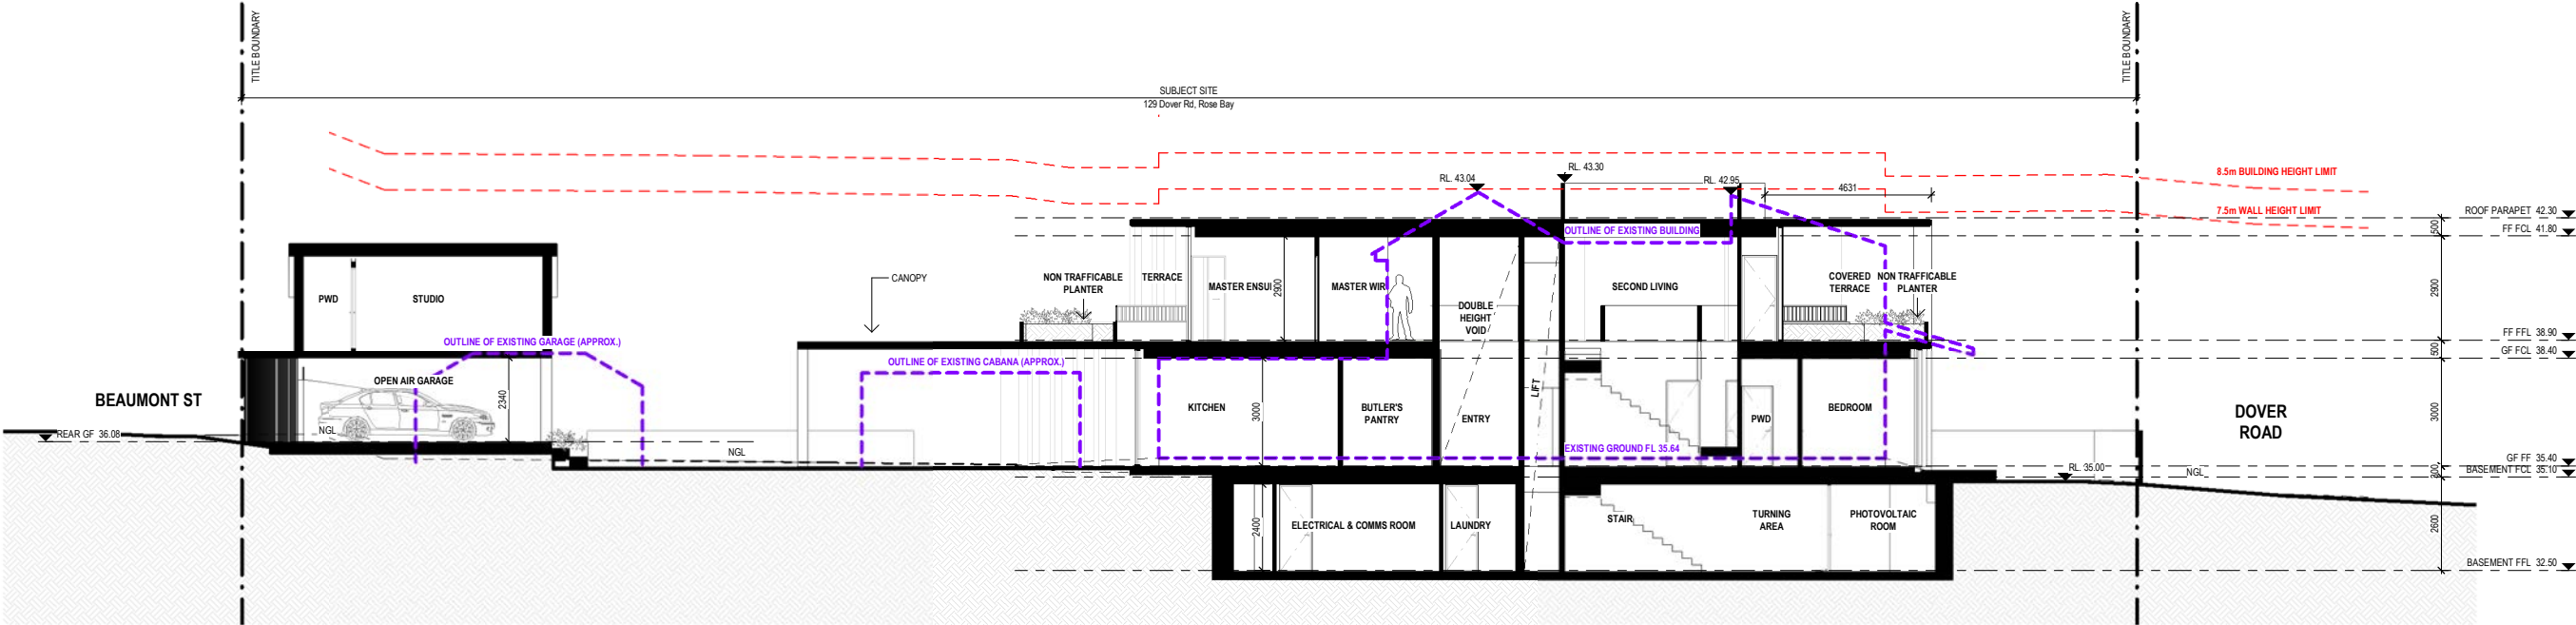 TITLE BOUNDARY
TITLE BOUNDARY
SUBJECT SITE
129 Dover Rd, Rose Bay
RL. 43.04
RL. 43.30
RL. 42.95
4631
8.5m BUILDING HEIGHT LIMIT
7.5m WALL HEIGHT LIMIT
ROOF PARAPET 42.30
500
FF FCL 41.80
OUTLINE OF EXISTING BUILDING
CANOPY
NON TRAFFICABLE
PLANTER
TERRACE
MASTER ENSUI
2900
MASTER WIR
DOUBLE
HEIGHT
VOID
SECOND LIVING
COVERED
TERRACE
NON TRAFFICABLE
PLANTER
2900
PWD
STUDIO
FF FFL 38.90
500
GF FCL 38.40
OUTLINE OF EXISTING GARAGE (APPROX.)
OUTLINE OF EXISTING CABANA (APPROX.)
OPEN AIR GARAGE
2340
BEAUMONT ST
KITCHEN
3000
BUTLER'S
PANTRY
ENTRY
LIFT
PWD
BEDROOM
3000
DOVER
ROAD
REAR GF 36.08
NGL
NGL
EXISTING GROUND FL 35.64
RL. 35.00
NGL
GF FF 35.40
300
BASEMENT FCL 35.10
2400
ELECTRICAL & COMMS ROOM
LAUNDRY
STAIR
TURNING
AREA
PHOTOVOLTAIC
ROOM
2600
BASEMENT FFL 32.50